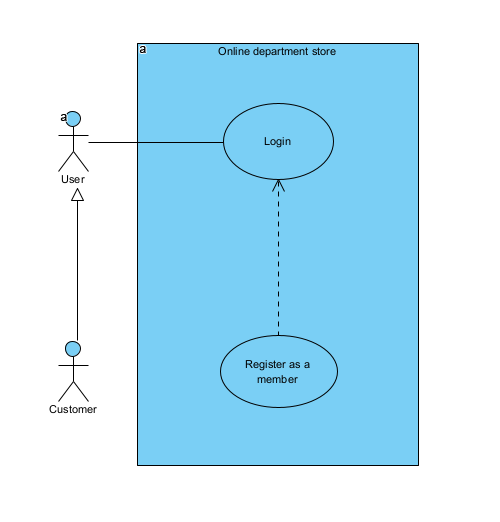 a
Online department store
a
Login
User
Register as a
member
Customer